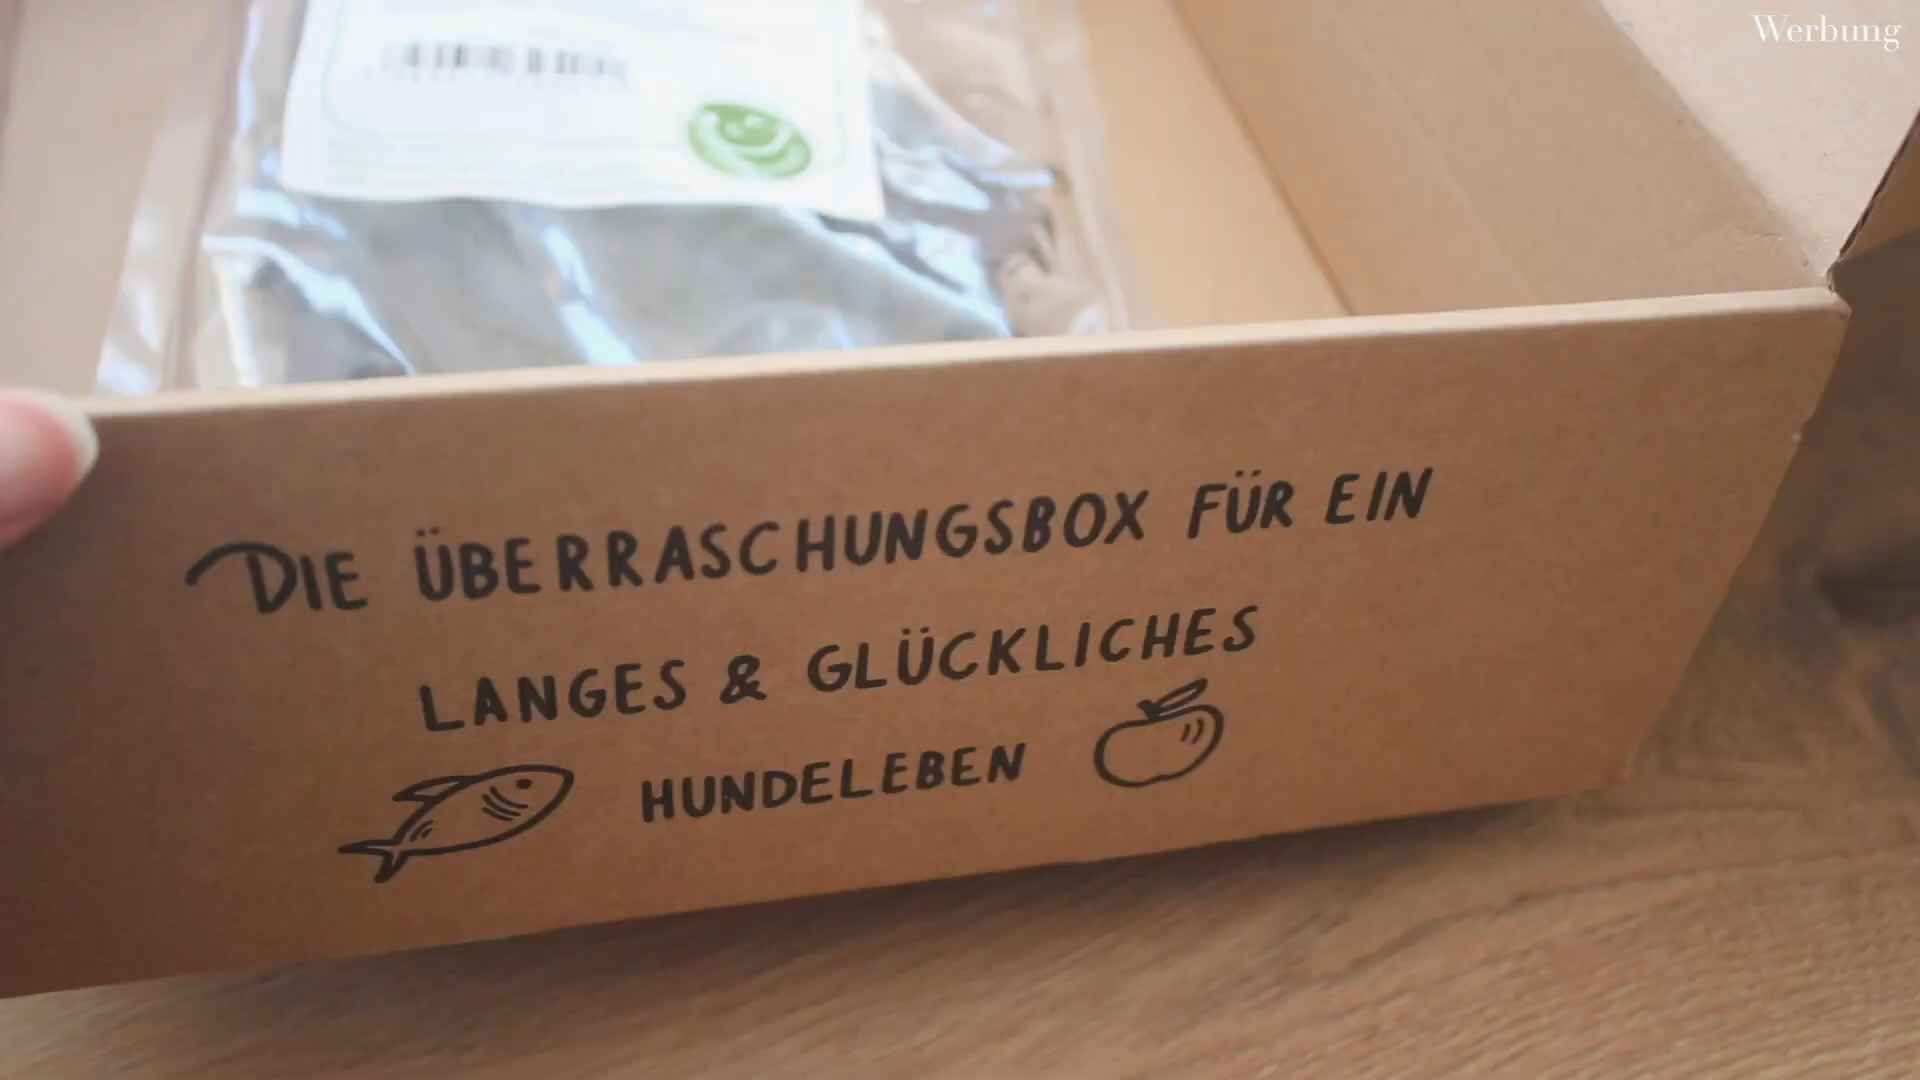 Werbung
DIE ÜBERRASCHUNGSBOX FÜR EIN
LANGES & GLÜCKLICHES
HUNDELEBEN